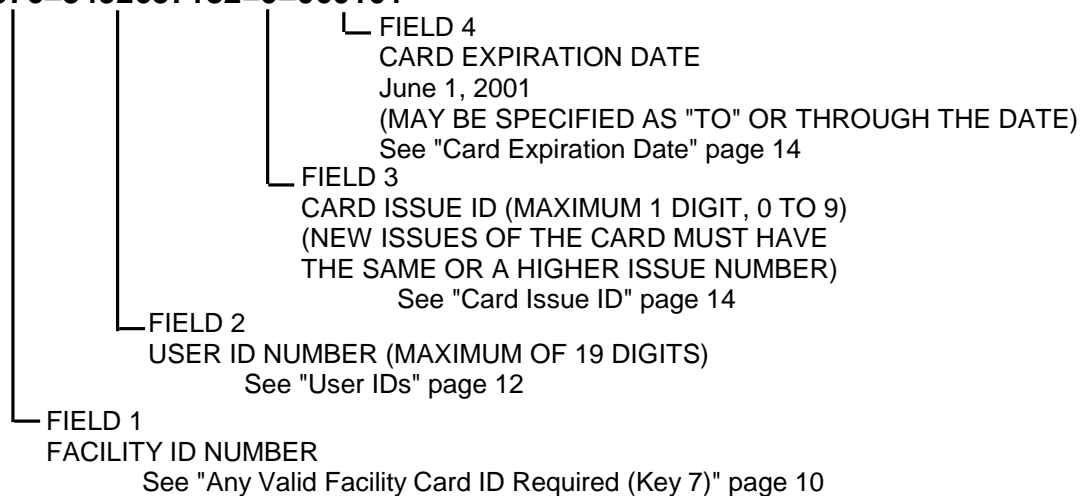 FIELD 4
CARD EXPIRATION DATE
June 1, 2001
(MAY BE SPECIFIED AS "TO" OR THROUGH THE DATE)
See "Card Expiration Date" page 14
FIELD 3
CARD ISSUE ID (MAXIMUM 1 DIGIT, 0 TO 9)
(NEW ISSUES OF THE CARD MUST HAVE
THE SAME OR A HIGHER ISSUE NUMBER)
See "Card Issue ID" page 14
FIELD 2
USER ID NUMBER (MAXIMUM OF 19 DIGITS)
See "User IDs" page 12
FIELD 1
FACILITY ID NUMBER
See "Any Valid Facility Card ID Required (Key 7)" page 10